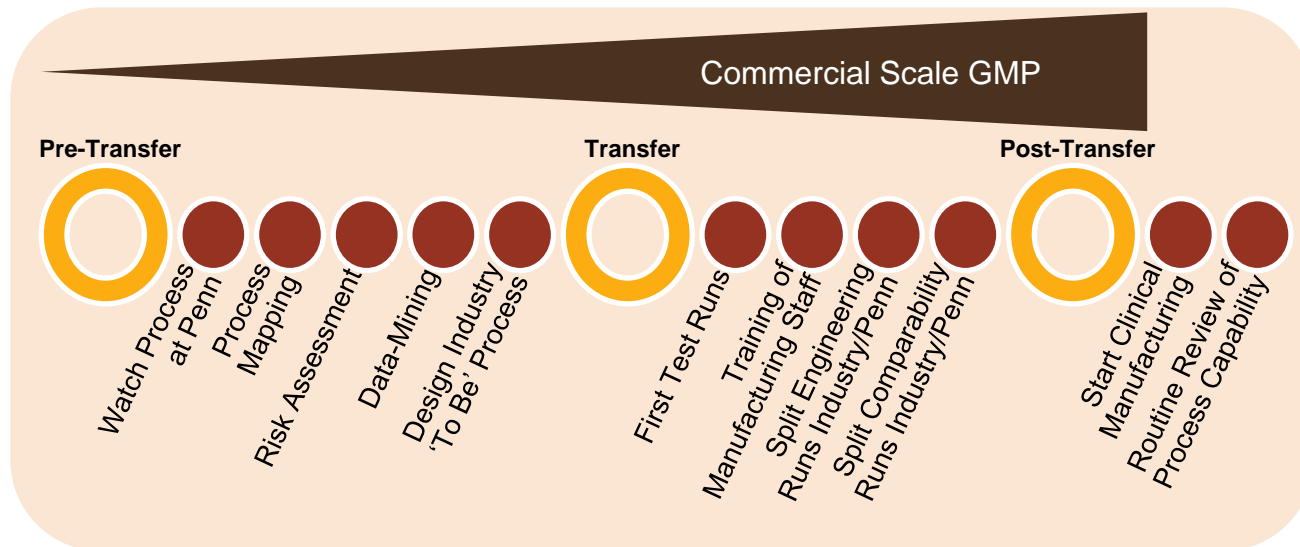 Commercial Scale GMP
Pre-Transfer
Transfer
Post-Transfer
Watch Process
at Penn
Process
Mapping
Risk Assessment
Data-Mining
Design Industry
‘To Be’ Process
First Test Runs
Training of
Manufacturing Staff
Split Engineering
Runs Industry/Penn
Split Comparability
Runs Industry/Penn
Start Clinical
Manufacturing
Routine Review of
Process Capability